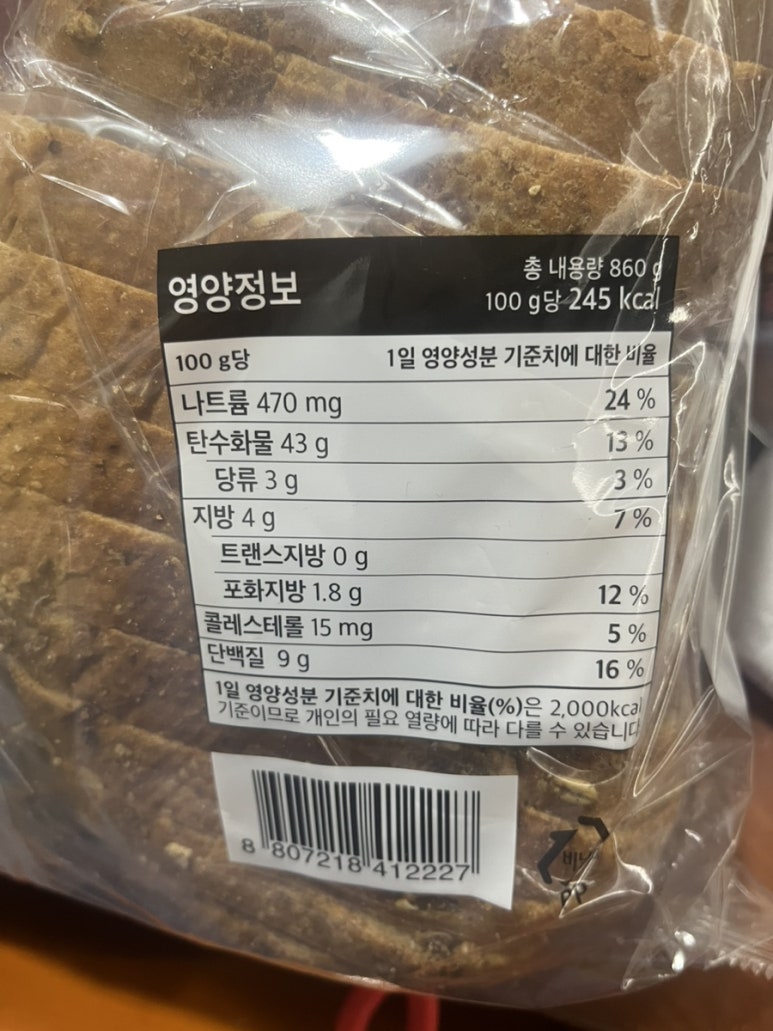 영양정보
총 내용량 860 g
100 g당 245 kcal
100 g당 1일 영양성분 기준치에 대한 비율
나트륨 470 mg 24 %
탄수화물 43 g 13 %
당류 3 g 3 %
지방 4 g 7 %
트랜스지방 0 g
포화지방 1.8 g 12 %
콜레스테롤 15 mg 5 %
단백질 9 g 16 %
1일 영양성분 기준치에 대한 비율(%)은 2,000kcal
기준이므로 개인의 필요 열량에 따라 다를 수 있습니다
8 807218 412227
PP